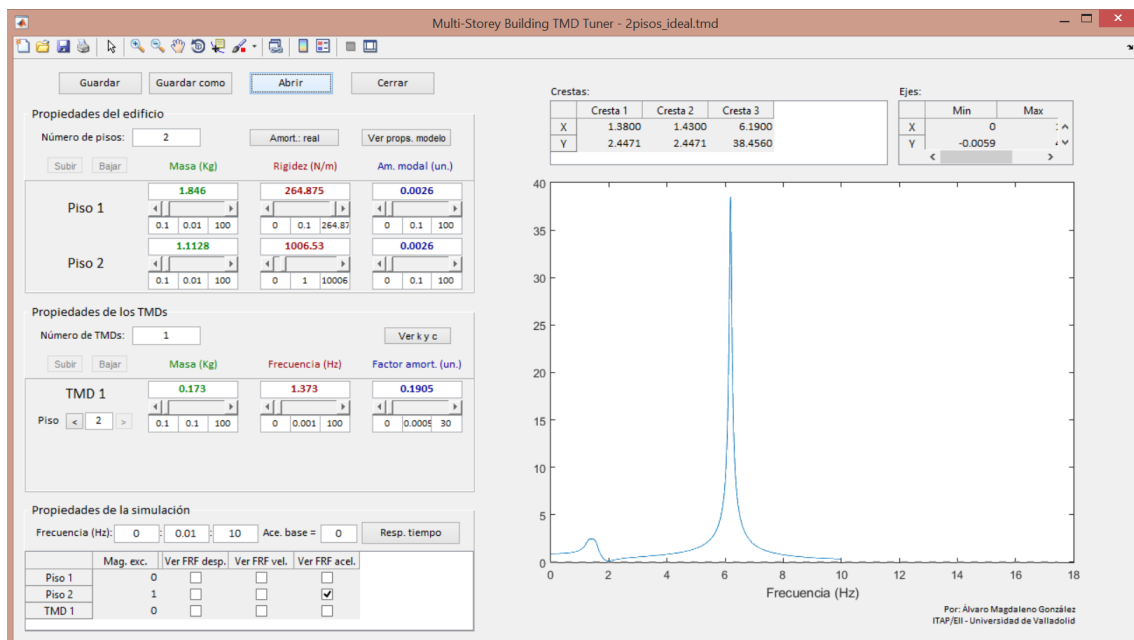 Multi-Storey Building TMD Tuner - 2pisos_ideal.tmd
Guardar Guardar como Abrir Cerrar
Propiedades del edificio
Número de pisos: 2 Amort.: real Ver props. modelo
Subir Bajar Masa (Kg) Rigidez (N/m) Am. modal (un.)
Piso 1
1.846 264.875 0.0026
0.1 0.01 100 0 0.1 264.87 0 0.1 100
Piso 2
1.1128 1006.53 0.0026
0.1 0.01 100 0 1 10006 0 0.1 100
Propiedades de los TMDs
Número de TMDs: 1 Ver k y c
Subir Bajar Masa (Kg) Frecuencia (Hz) Factor amort. (un.)
TMD 1
0.173 1.373 0.1905
Piso < 2 >
0.1 0.1 100 0 0.001 100 0 0.0005 30
Propiedades de la simulación
Frecuencia (Hz): 0 : 0.01 : 10 Ace. base = 0 Resp. tiempo
Mag. exc. Ver FRF desp. Ver FRF vel. Ver FRF acel.
Piso 1 0
Piso 2 1
TMD 1 0
Crestas:
Cresta 1 Cresta 2 Cresta 3
X 1.3800 1.4300 6.1900
Y 2.4471 2.4471 38.4560
Ejes:
Min Max
X 0
Y -0.0059
40
35
30
25
20
15
10
5
0
0 2 4 6 8 10 12 14 16 18
Frecuencia (Hz)
Por: Álvaro Magdaleno González
ITAP/EII - Universidad de Valladolid